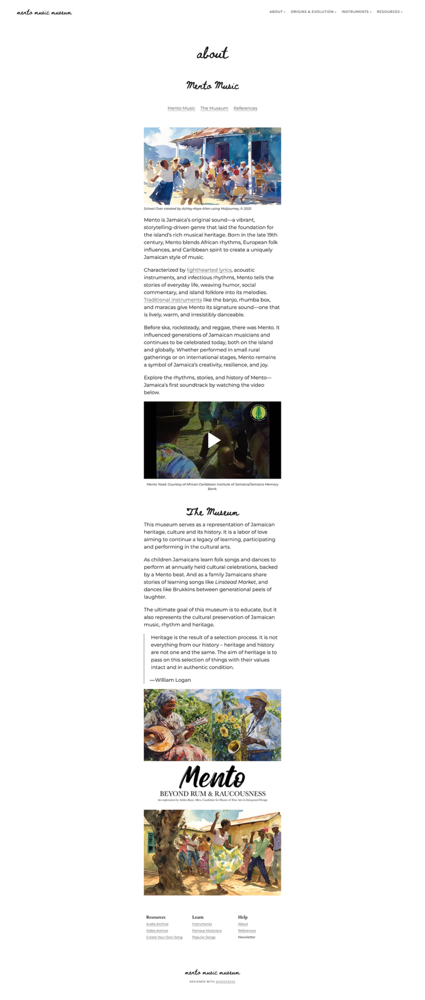 mento music museum
ABOUT
ORIGINS & EVOLUTION
INSTRUMENTS
RESOURCES
about
Mento Music
Mento Music The Museum References
School Over created by Ashley-Kaye Allen using Midjourney, © 2025
Mento is Jamaica's original sound—a vibrant,
storytelling-driven genre that laid the foundation for
the island's rich musical heritage. Born in the late 19th
century, Mento blends African rhythms, European folk
influences, and Caribbean spirit to create a uniquely
Jamaican style of music.
Characterized by lighthearted lyrics, acoustic
instruments, and infectious rhythms, Mento tells the
stories of everyday life, weaving humor, social
commentary, and island folklore into its melodies.
Traditional instruments like the banjo, rhumba box,
and maracas give Mento its signature sound—one that
is lively, warm, and irresistibly danceable.
Before ska, rocksteady, and reggae, there was Mento. It
influenced generations of Jamaican musicians and
continues to be celebrated today, both on the island
and globally. Whether performed in small rural
gatherings or on international stages, Mento remains
a symbol of Jamaica's creativity, resilience, and joy.
Explore the rhythms, stories, and history of Mento—
Jamaica's first soundtrack by watching the video
below.
Mento Yaad. Courtesy of African Caribbean Institute of Jamaica/Jamaica Memory
Bank.
The Museum
This museum serves as a representation of Jamaican
heritage, culture and its history. It is a labor of love
aiming to continue a legacy of learning, participating
and performing in the cultural arts.
As children Jamaicans learn folk songs and dances to
perform at annually held cultural celebrations, backed
by a Mento beat. And as a family Jamaicans share
stories of learning songs like Linstead Market, and
dances like Brukkins between generational peels of
laughter.
The ultimate goal of this museum is to educate, but it
also represents the cultural preservation of Jamaican
music, rhythm and heritage.
Heritage is the result of a selection process. It is not
everything from our history – heritage and history
are not one and the same. The aim of heritage is to
pass on this selection of things with their values
intact and in authentic condition.
—William Logan
Mento
BEYOND RUM & RAUCOUSNESS
An exploration by Ashley-Kaye Allen, Candidate for Master of Fine Arts in Integrated Design
Resources
Audio Archive
Video Archive
Create Your Own Song
Learn
Instruments
Famous Musicians
Popular Songs
Help
About
References
Newsletter
mento music museum
DESIGNED WITH WORDPRESS